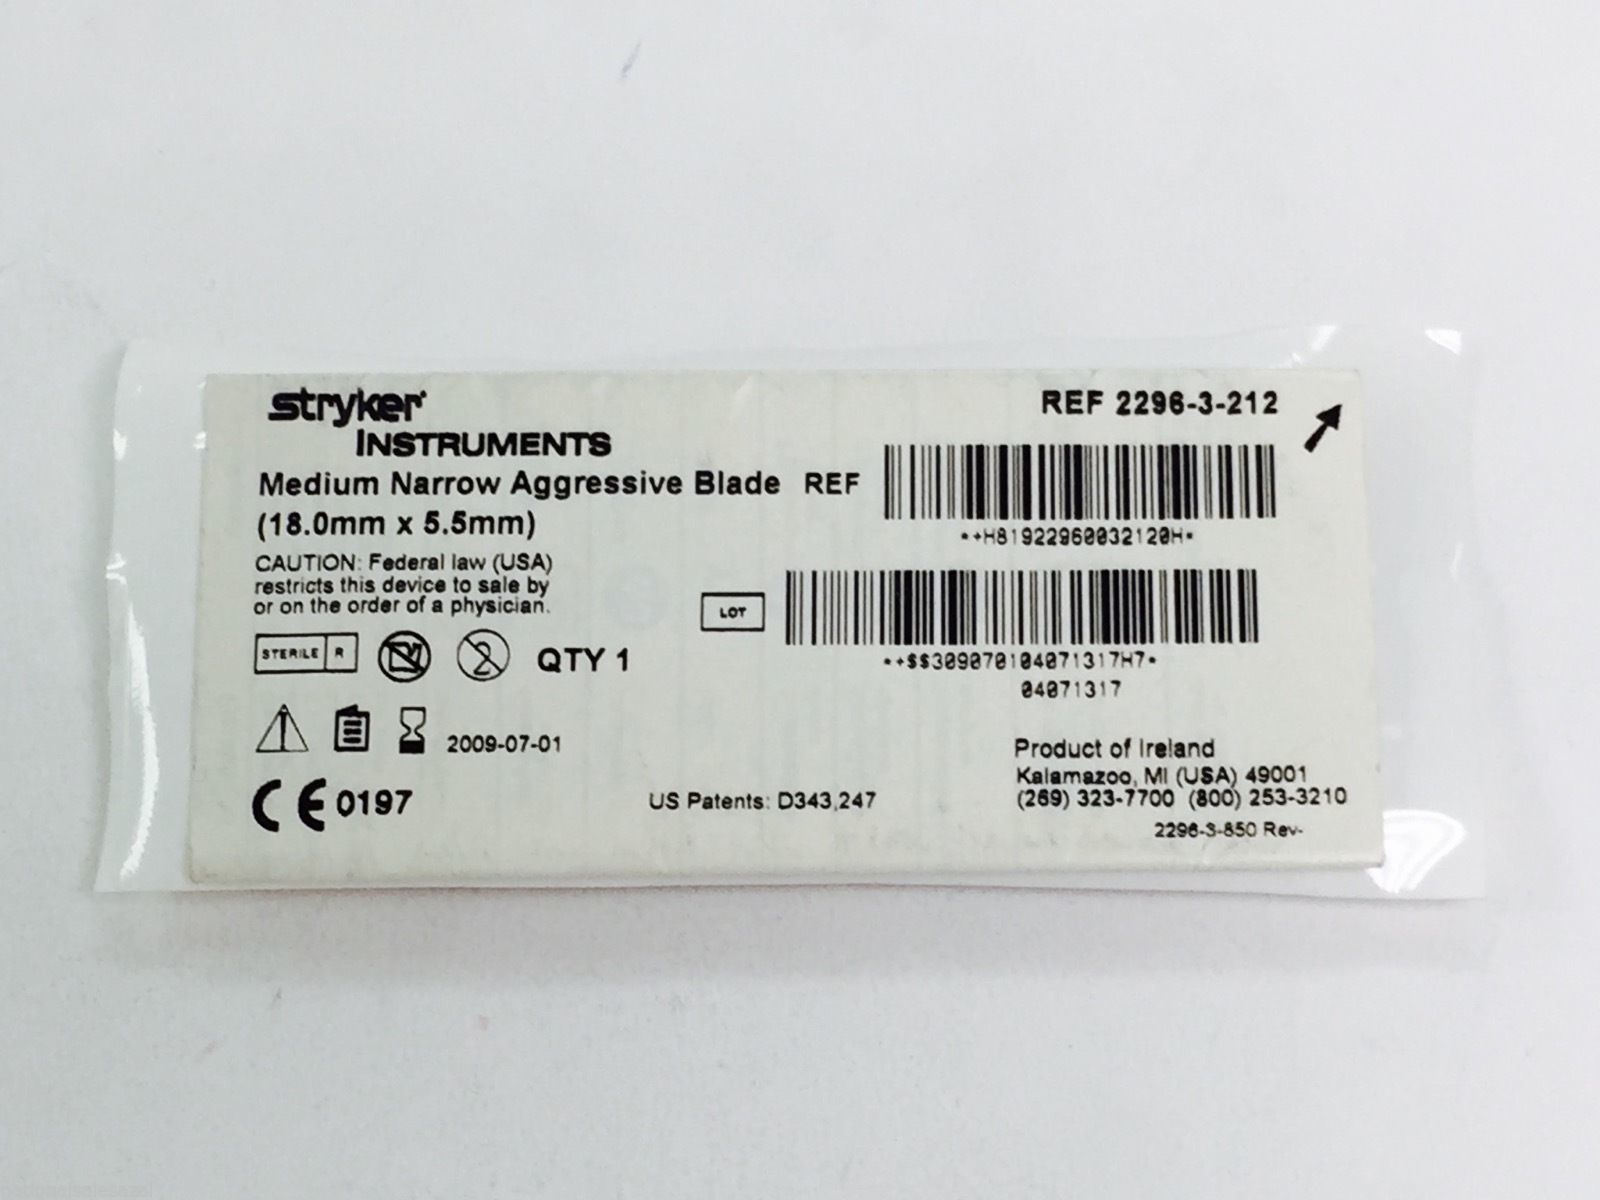 stryker
INSTRUMENTS
Medium Narrow Aggressive Blade
(18.0mm x 5.5mm)
CAUTION: Federal law (USA)
restricts this device to sale by
or on the order of a physician.
STERILE R
2
QTY 1
2009-07-01
CE 0197
US Patents: D343,247
REF 2296-3-212
REF
*+H81922960032120H*
LOT
*+$$309070104071317H7*
04071317
Product of Ireland
Kalamazoo, MI (USA) 49001
(269) 323-7700 (800) 253-3210
2296-3-850 Rev-